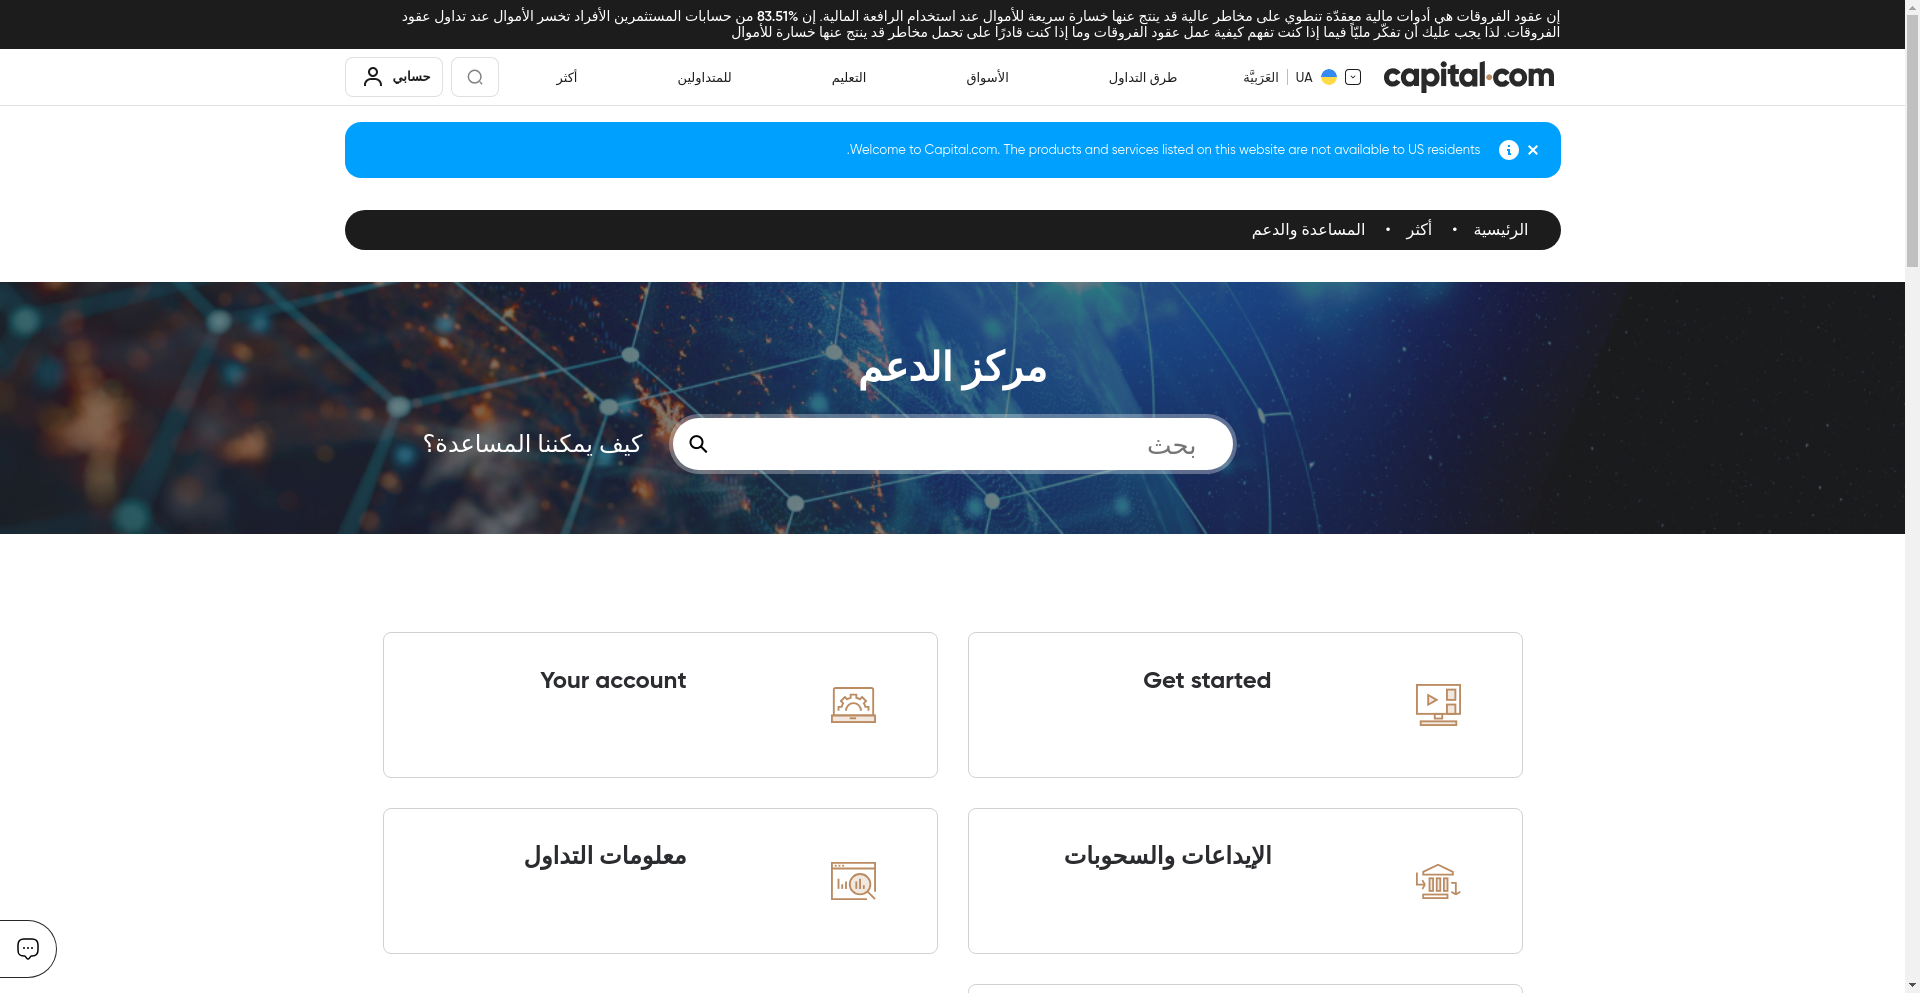 إن عقود الفروقات هي أدوات مالية معقدّة تنطوي على مخاطر عالية قد ينتج عنها خسارة سريعة للأموال عند استخدام الرافعة المالية. إن 83.51% من حسابات المستثمرين الأفراد تخسر الأموال عند تداول عقود
الفروقات. لذا يجب عليك أن تفكّر مليّاً فيما إذا كنت تفهم كيفية عمل عقود الفروقات وما إذا كنت قادرًا على تحمل مخاطر قد ينتج عنها خسارة للأموال
capital.com
UA
العَرَبيَّة
طرق التداول
الأسواق
التعليم
للمتداولين
أكثر
حسابي
Welcome to Capital.com. The products and services listed on this website are not available to US residents.
الرئيسية • أكثر • المساعدة والدعم
مركز الدعم
بحث
كيف يمكننا المساعدة؟
Get started
Your account
الإيداعات والسحوبات
معلومات التداول